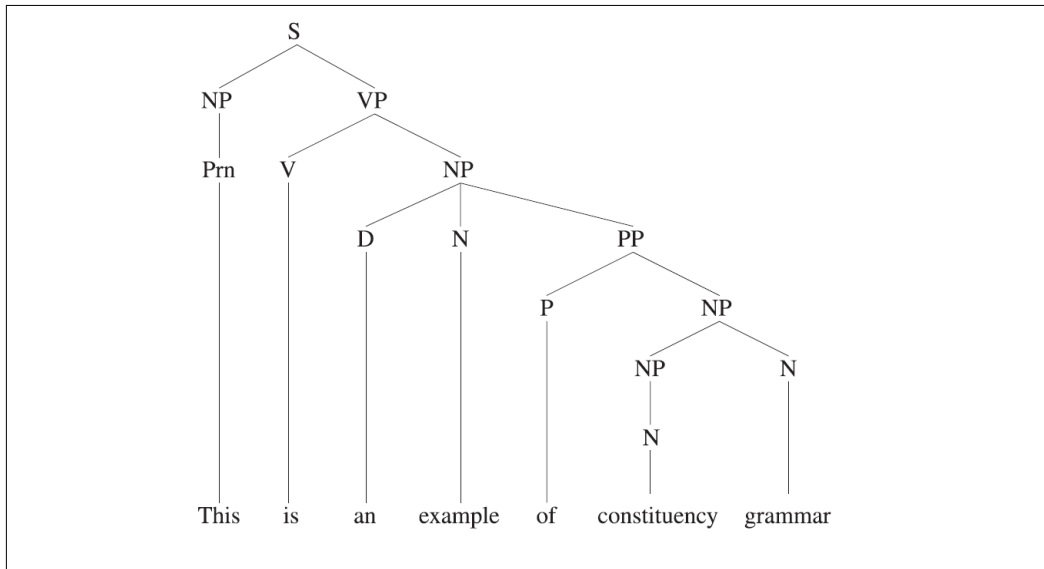 S
NP VP
Prn V NP
D N PP
P NP
NP N
N
This is an example of constituency grammar